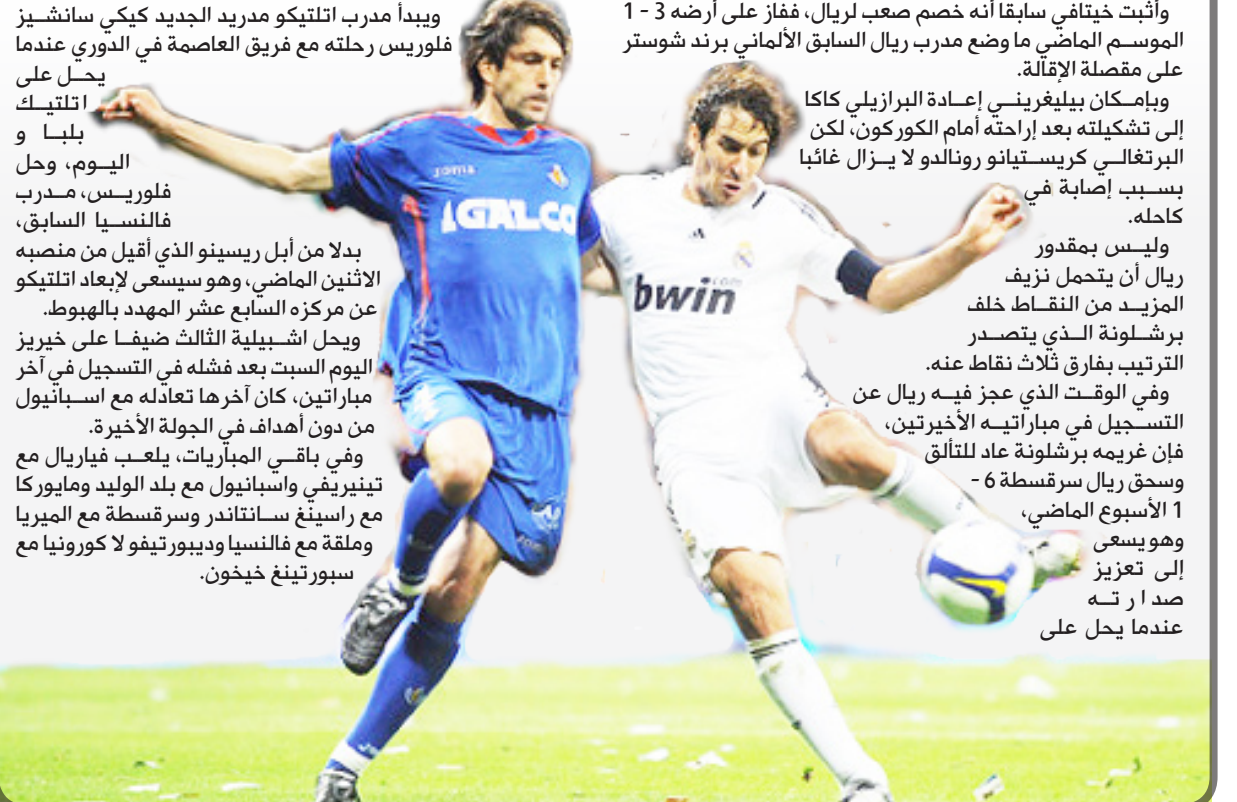 وأثبت خيتافي سابقا أنه خصم صعب لريال، ففاز على أرضه 3 - 1
الموسم الماضي ما وضع مدرب ريال السابق الألماني برند شوستر
على مقصلة الإقالة.
وبإمكان بيليغريني إعادة البرازيلي كاكا
إلى تشكيلته بعد إراحته أمام الكوركون، لكن
البرتغالي كريستيانو رونالدو لا يزال غائبا
بسبب إصابة في
كاحله.
وليس بمقدور
ريال أن يتحمل نزيف
المزيد من النقاط خلف
برشلونة الذي يتصدر
الترتيب بفارق ثلاث نقاط عنه.
وفي الوقت الذي عجز فيه ريال عن
التسجيل في مباراتيه الأخيرتين،
فإن غريمه برشلونة عاد للتألق
وسحق ريال سرقسطة 6 -
1 الأسبوع الماضي،
وهو يسعى
إلى تعزيز
صدارته
عندما يحل على
ويبدأ مدرب اتلتيكو مدريد الجديد كيكي سانشيز
فلوريس رحلته مع فريق العاصمة في الدوري عندما
يحل على
اتلتيك
بلباو
اليوم، وحل
فلوريس، مدرب
فالنسيا السابق،
بدلا من أبل ريسينو الذي أقيل من منصبه
الاثنين الماضي، وهو سيسعى لإبعاد اتلتيكو
عن مركزه السابع عشر المهدد بالهبوط.
ويحل اشبيلية الثالث ضيفا على خيريز
اليوم السبت بعد فشله في التسجيل في آخر
مباراتين، كان آخرها تعادله مع اسبانيول
من دون أهداف في الجولة الأخيرة.
وفي باقي المباريات، يلعب فياريال مع
تينيريفي واسبانيول مع بلد الوليد ومايوركا
مع راسينغ سانتاندر وسرقسطة مع الميريا
وملقة مع فالنسيا وديبورتيفو لا كورونيا مع
سبورتينغ خيخون.
Joma
GALCO
bwin
.com
Joma